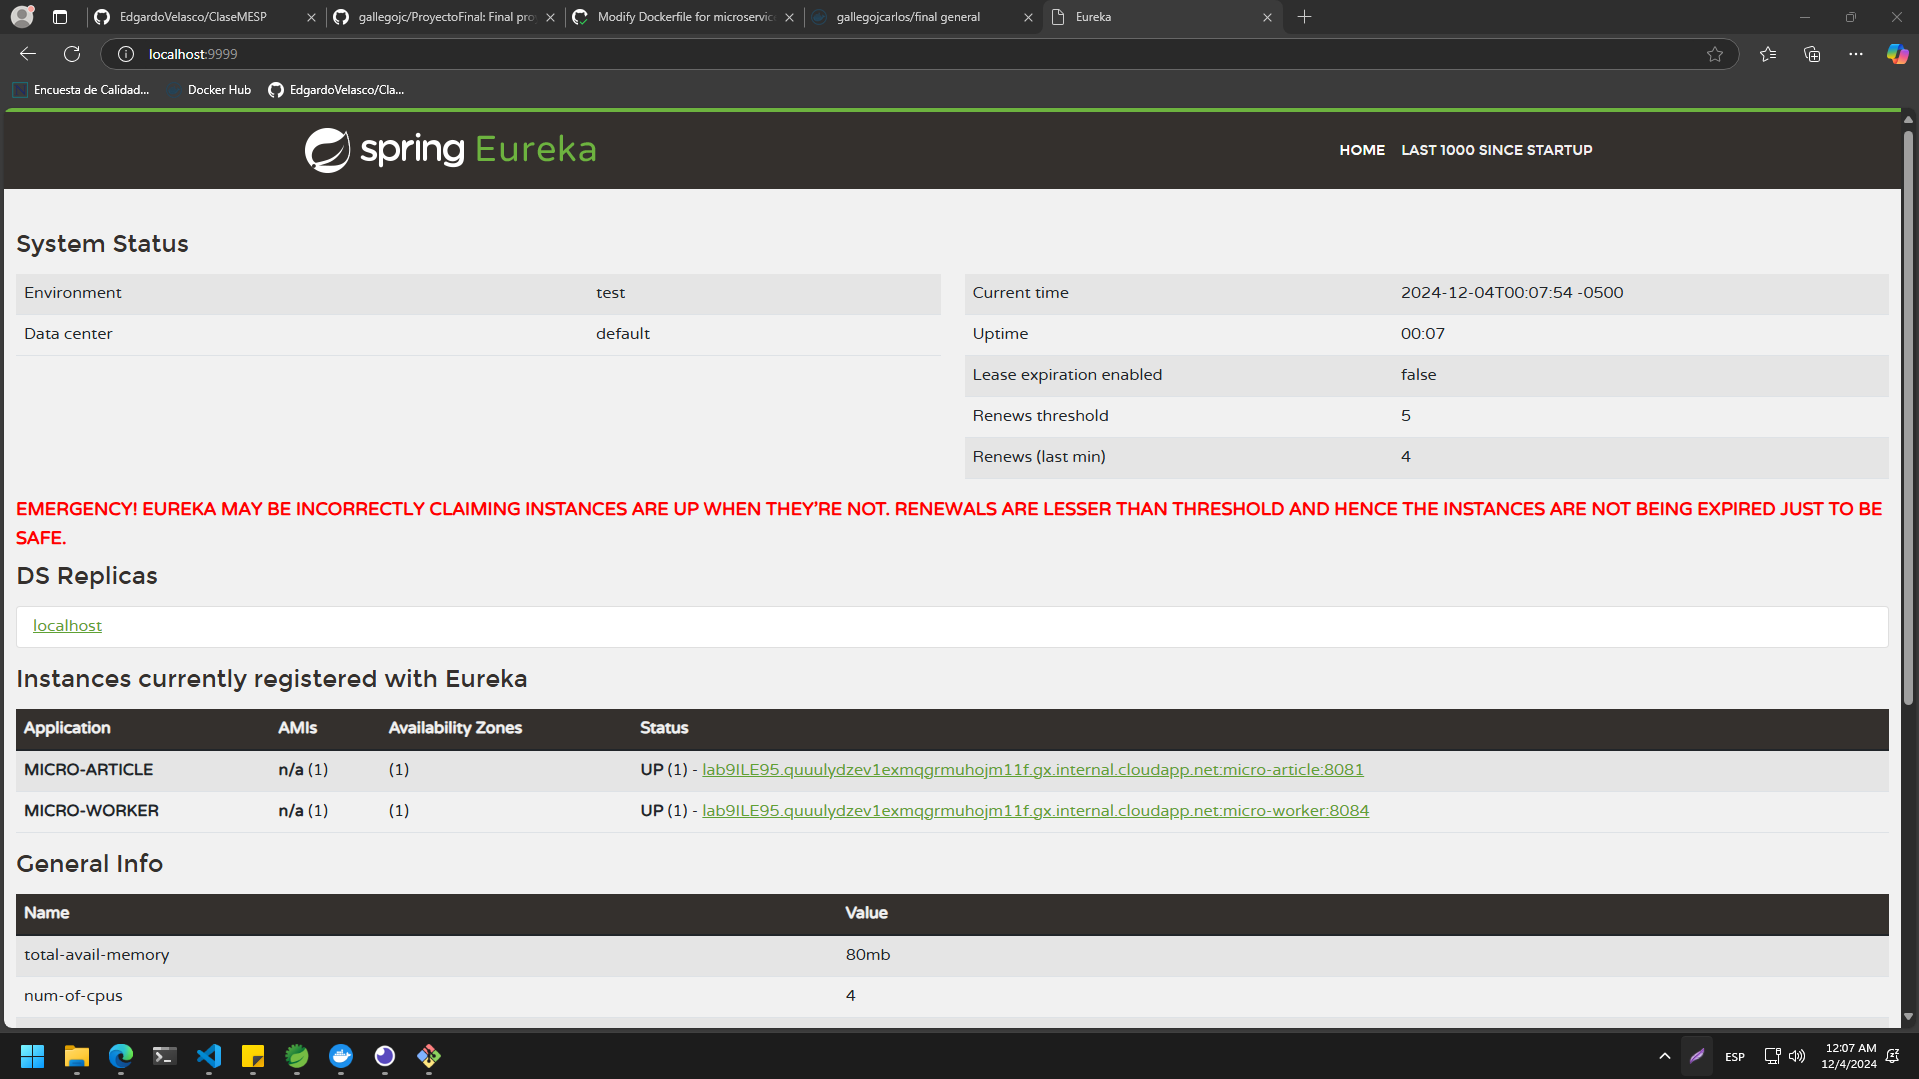 EdgardoVelasco/ClaseMESP
gallegojc/ProyectoFinal: Final pro
Modify Dockerfile for microservice
gallegojcarlos/final general
Eureka
localhost:9999
Encuesta de Calidad...
Docker Hub
EdgardoVelasco/Cla...
spring Eureka
HOME
LAST 1000 SINCE STARTUP
System Status
Environment test
Data center default
Current time 2024-12-04T00:07:54 -0500
Uptime 00:07
Lease expiration enabled false
Renews threshold 5
Renews (last min) 4
EMERGENCY! EUREKA MAY BE INCORRECTLY CLAIMING INSTANCES ARE UP WHEN THEY'RE NOT. RENEWALS ARE LESSER THAN THRESHOLD AND HENCE THE INSTANCES ARE NOT BEING EXPIRED JUST TO BE
SAFE.
DS Replicas
localhost
Instances currently registered with Eureka
Application AMIs Availability Zones Status
MICRO-ARTICLE n/a (1) (1) UP (1) - lab9ILE95.quuulydzev1exmqgrmuhojm11f.gx.internal.cloudapp.net:micro-article:8081
MICRO-WORKER n/a (1) (1) UP (1) - lab9ILE95.quuulydzev1exmqgrmuhojm11f.gx.internal.cloudapp.net:micro-worker:8084
General Info
Name Value
total-avail-memory 80mb
num-of-cpus 4
ESP
12:07 AM
12/4/2024